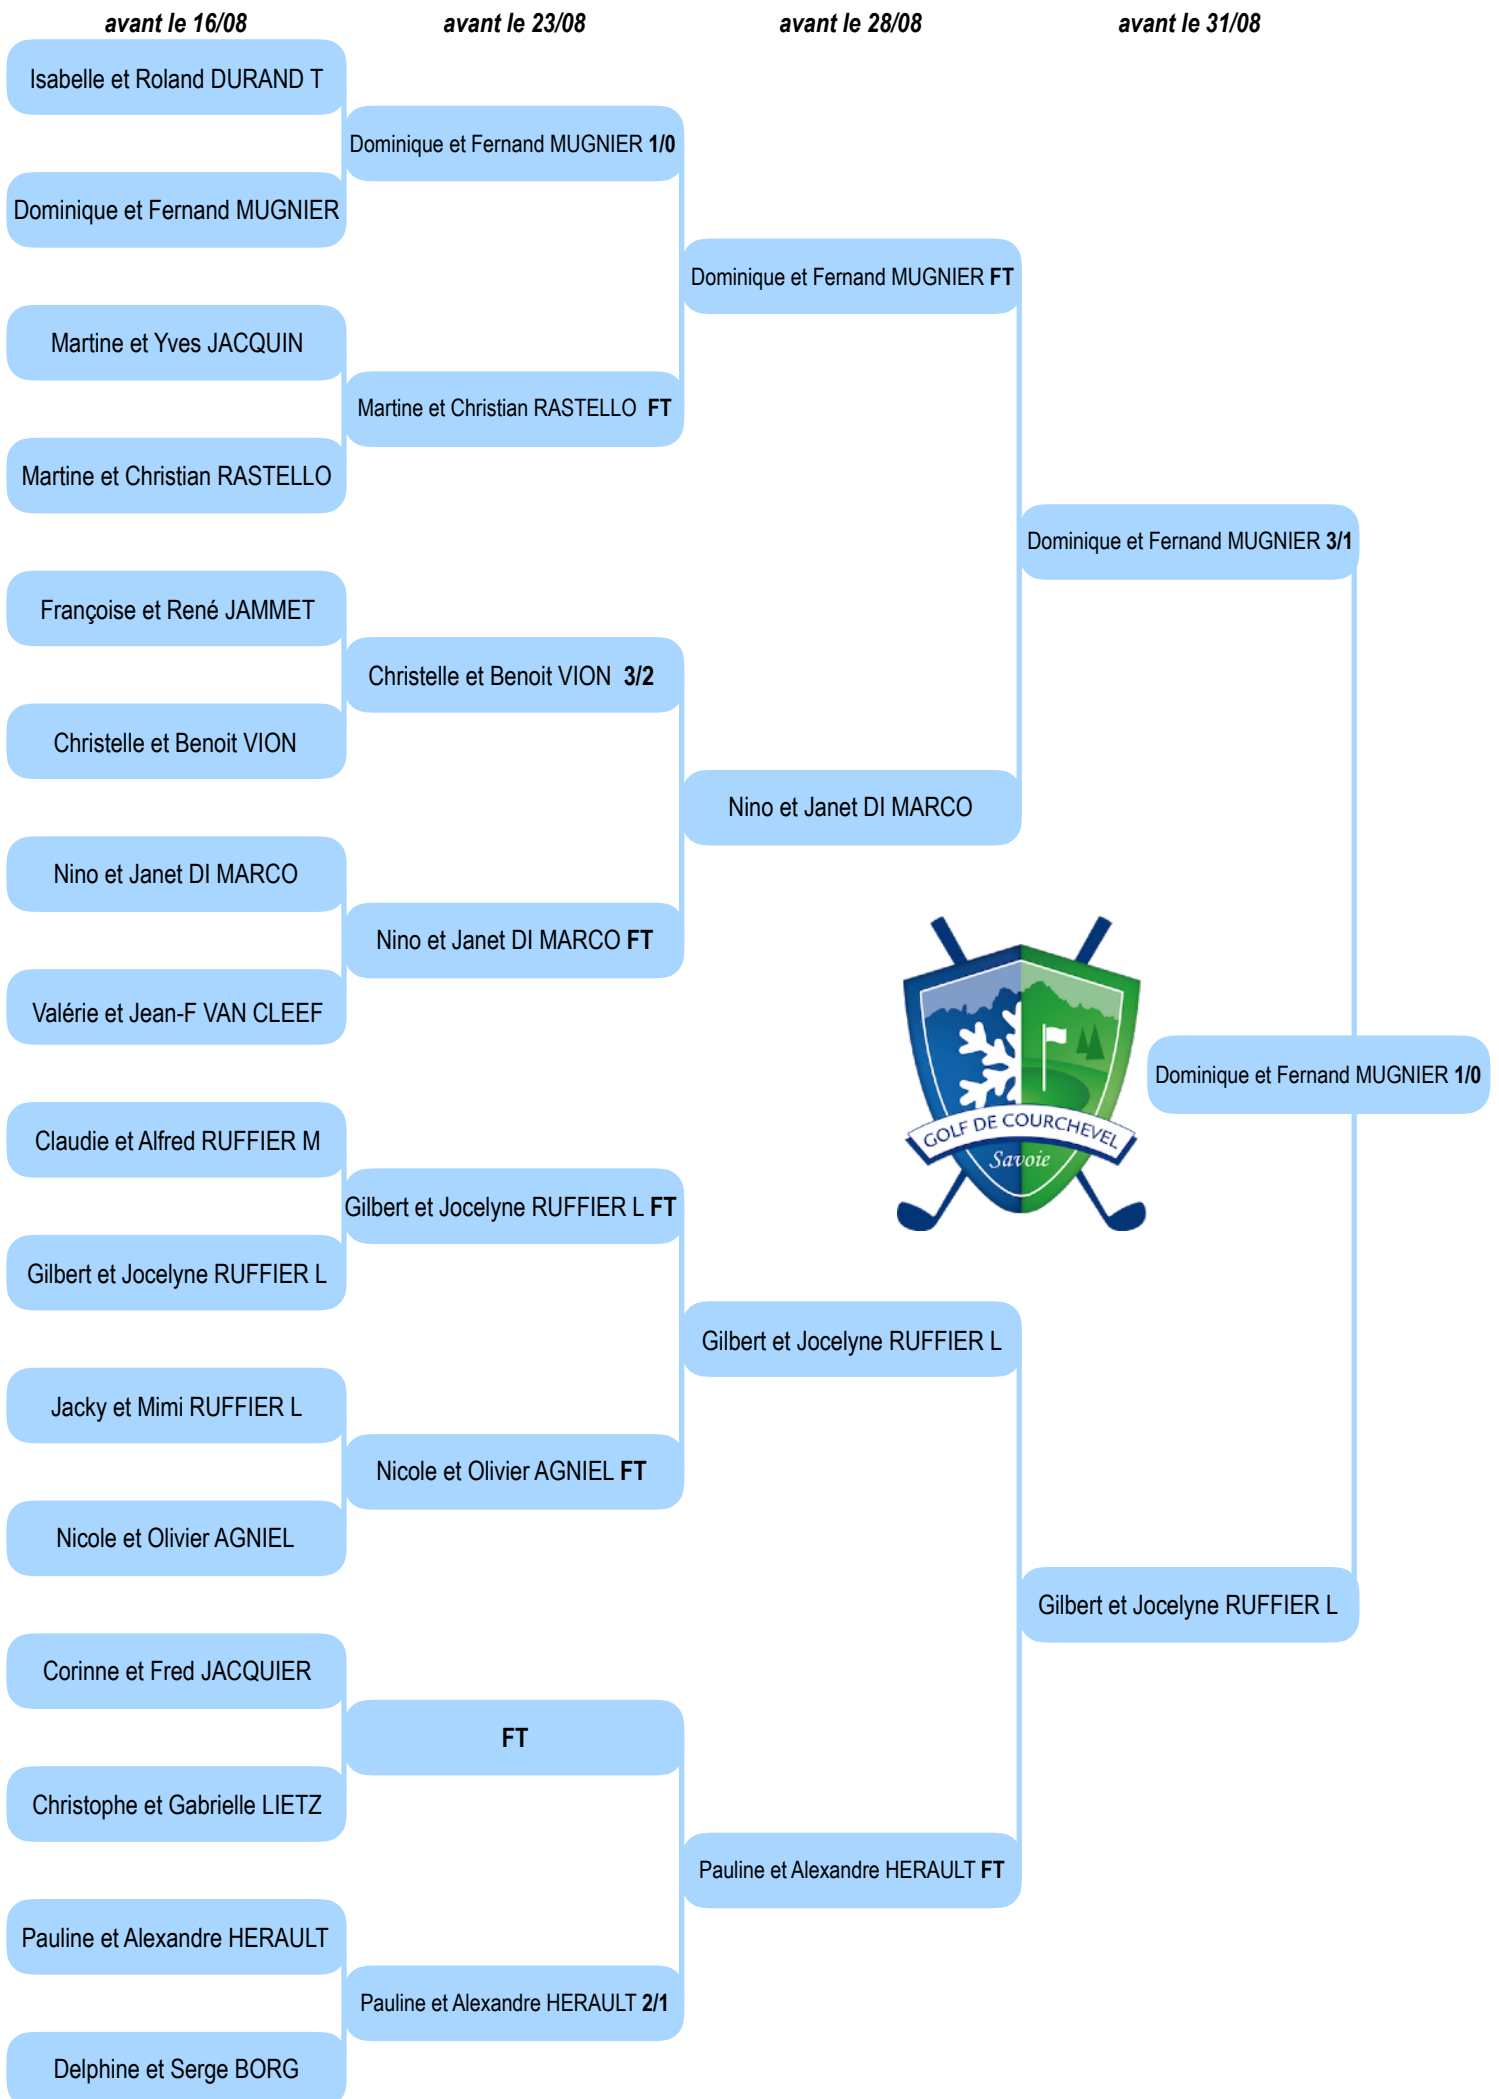 avant le 16/08
avant le 23/08
avant le 28/08
avant le 31/08
Isabelle et Roland DURAND T
Dominique et Fernand MUGNIER 1/0
Dominique et Fernand MUGNIER
Dominique et Fernand MUGNIER FT
Martine et Yves JACQUIN
Martine et Christian RASTELLO FT
Martine et Christian RASTELLO
Dominique et Fernand MUGNIER 3/1
Françoise et René JAMMET
Christelle et Benoit VION 3/2
Christelle et Benoit VION
Nino et Janet DI MARCO
Nino et Janet DI MARCO
Nino et Janet DI MARCO FT
Valérie et Jean-F VAN CLEEF
Dominique et Fernand MUGNIER 1/0
GOLF DE COURCHEVEL
Savoie
Claudie et Alfred RUFFIER M
Gilbert et Jocelyne RUFFIER L FT
Gilbert et Jocelyne RUFFIER L
Gilbert et Jocelyne RUFFIER L
Jacky et Mimi RUFFIER L
Nicole et Olivier AGNIEL FT
Nicole et Olivier AGNIEL
Gilbert et Jocelyne RUFFIER L
Corinne et Fred JACQUIER
FT
Christophe et Gabrielle LIETZ
Pauline et Alexandre HERAULT FT
Pauline et Alexandre HERAULT
Pauline et Alexandre HERAULT 2/1
Delphine et Serge BORG